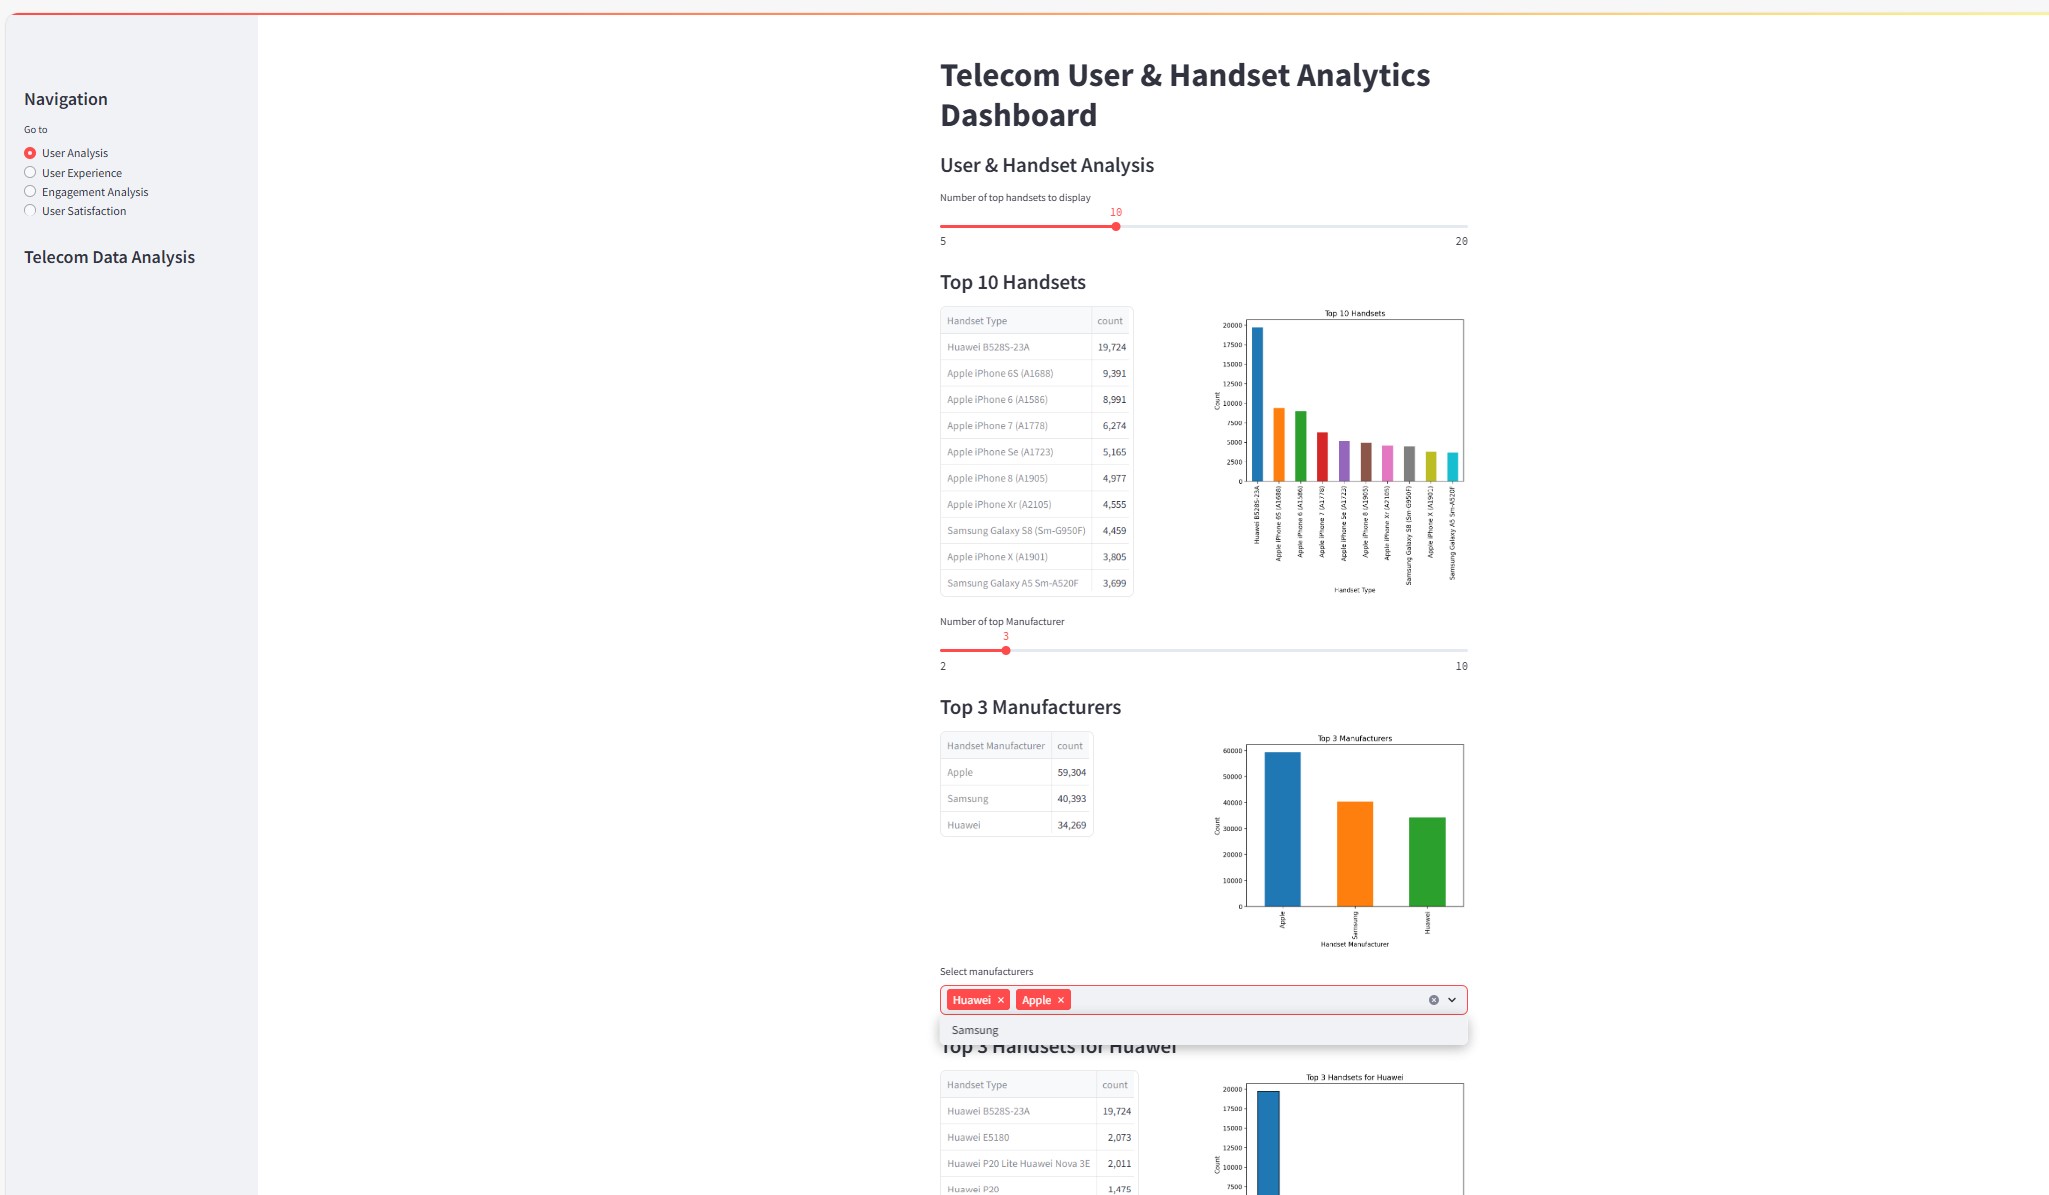 Navigation
Go to
User Analysis
User Experience
Engagement Analysis
User Satisfaction
Telecom Data Analysis
Telecom User & Handset Analytics
Dashboard
User & Handset Analysis
Number of top handsets to display
10
5 20
Top 10 Handsets
Handset Type count
Huawei B528S-23A 19,724
Apple iPhone 6S (A1688) 9,391
Apple iPhone 6 (A1586) 8,991
Apple iPhone 7 (A1778) 6,274
Apple iPhone Se (A1723) 5,165
Apple iPhone 8 (A1905) 4,977
Apple iPhone Xr (A2105) 4,555
Samsung Galaxy S8 (Sm-G950F) 4,459
Apple iPhone X (A1901) 3,805
Samsung Galaxy A5 Sm-A520F 3,699
Top 10 Handsets
20000
17500
15000
12500
10000
7500
5000
2500
0
Count
Huawei B528S-23A
Apple iPhone 6S (A1688)
Apple iPhone 6 (A1586)
Apple iPhone 7 (A1778)
Apple iPhone Se (A1723)
Apple iPhone 8 (A1905)
Apple iPhone Xr (A2105)
Samsung Galaxy S8 (Sm-G950F)
Apple iPhone X (A1901)
Samsung Galaxy A5 Sm-A520F
Handset Type
Number of top Manufacturer
3
2 10
Top 3 Manufacturers
Handset Manufacturer count
Apple 59,304
Samsung 40,393
Huawei 34,269
Top 3 Manufacturers
60000
50000
40000
30000
20000
10000
0
Count
Apple
Samsung
Huawei
Handset Manufacturer
Select manufacturers
Huawei × Apple ×
Samsung
Top 3 Handsets for Huawei
Handset Type count
Huawei B528S-23A 19,724
Huawei E5180 2,073
Huawei P20 Lite Huawei Nova 3E 2,011
Huawei P20 1,475
Top 3 Handsets for Huawei
20000
17500
15000
12500
10000
7500
Count